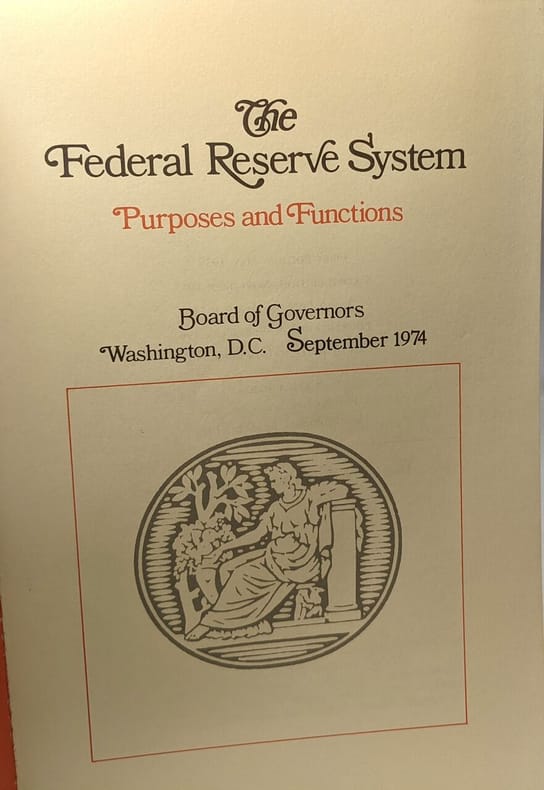 The
Federal Reserve System
Purposes and Functions
Board of Governors
Washington, D.C. September 1974